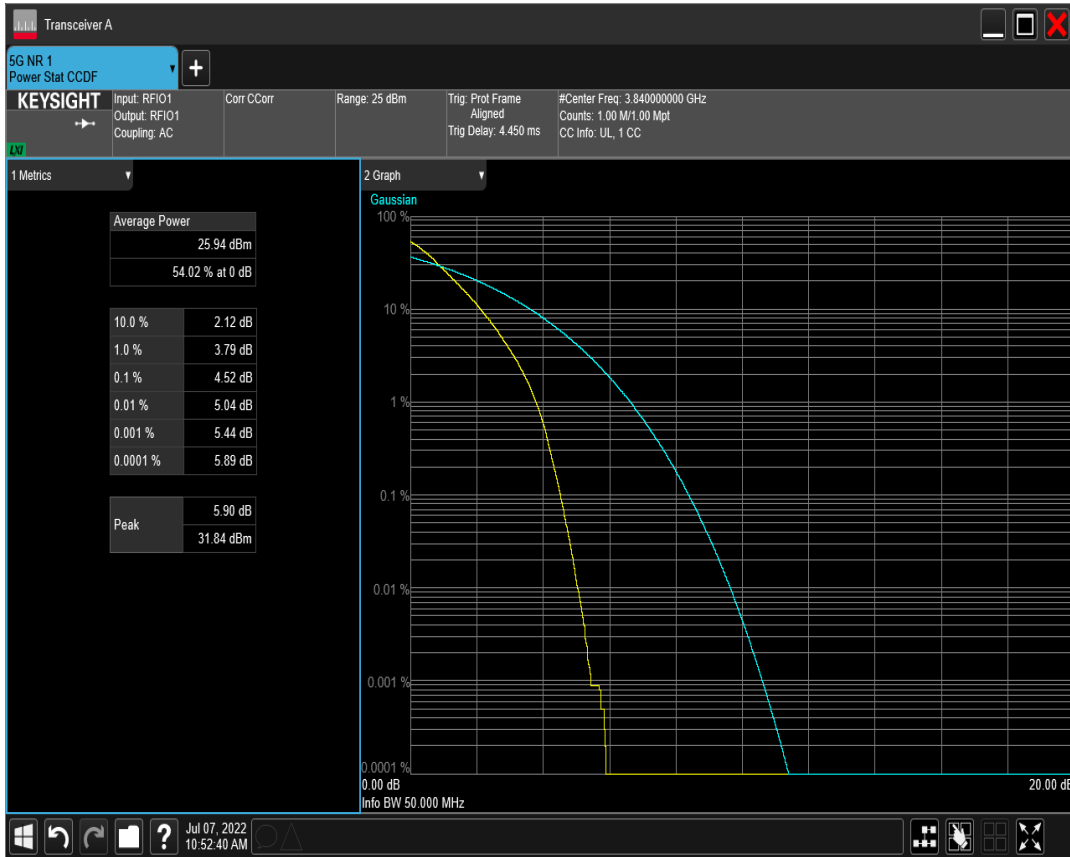 Transceiver A
5G NR 1
Power Stat CCDF
+
KEYSIGHT
LXI
Input: RFIO1
Output: RFIO1
Coupling: AC
Corr CCorr
Range: 25 dBm
Trig: Prot Frame
Aligned
Trig Delay: 4.450 ms
#Center Freq: 3.840000000 GHz
Counts: 1.00 M/1.00 Mpt
CC Info: UL, 1 CC
1 Metrics
Average Power
25.94 dBm
54.02 % at 0 dB
10.0 % 2.12 dB
1.0 % 3.79 dB
0.1 % 4.52 dB
0.01 % 5.04 dB
0.001 % 5.44 dB
0.0001 % 5.89 dB
Peak
5.90 dB
31.84 dBm
2 Graph
Gaussian
100 %
10 %
1 %
0.1 %
0.01 %
0.001 %
0.0001 %
0.00 dB
20.00 dB
Info BW 50.000 MHz
?
Jul 07, 2022
10:52:40 AM